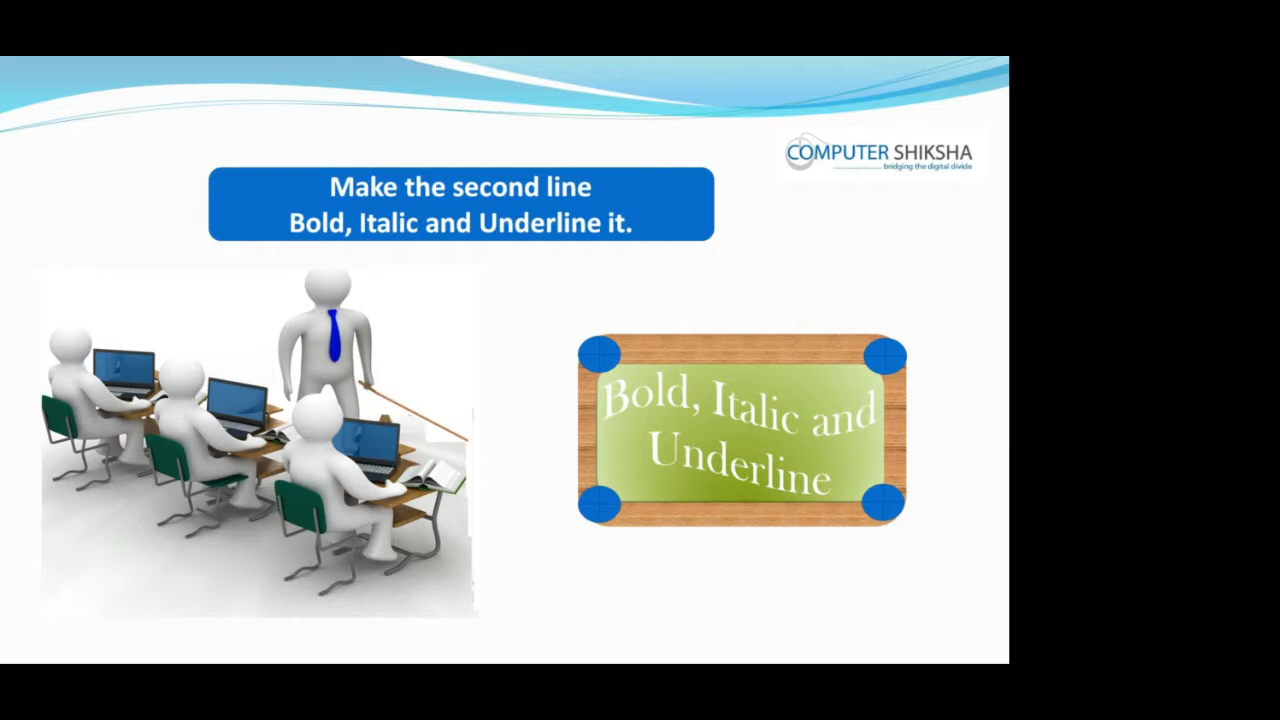 COMPUTER SHIKSHA
bridging the digital divide
Make the second line
Bold, Italic and Underline it.
Bold, Italic and
Underline